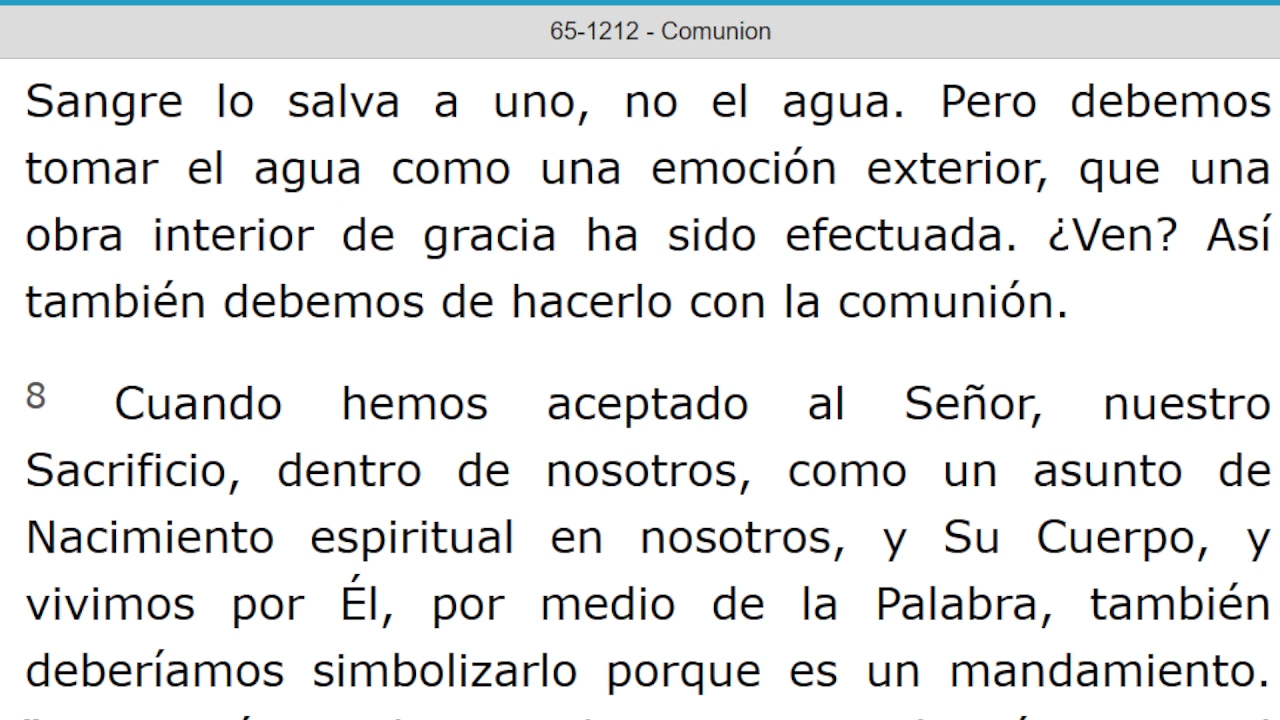 65-1212 - Comunion
Sangre lo salva a uno, no el agua. Pero debemos
tomar el agua como una emoción exterior, que una
obra interior de gracia ha sido efectuada. ¿Ven? Así
también debemos de hacerlo con la comunión.
8 Cuando hemos aceptado al Señor, nuestro
Sacrificio, dentro de nosotros, como un asunto de
Nacimiento espiritual en nosotros, y Su Cuerpo, y
vivimos por Él, por medio de la Palabra, también
deberíamos simbolizarlo porque es un mandamiento.